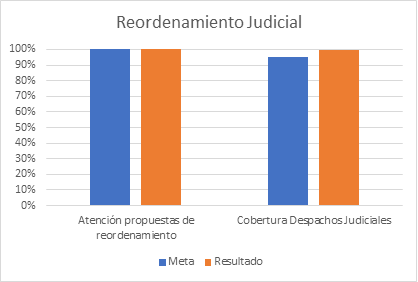 Reordenamiento Judicial
100%
90%
80%
70%
60%
50%
40%
30%
20%
10%
0%
Atención propuestas de
reordenamiento
Cobertura Despachos Judiciales
Meta
Resultado